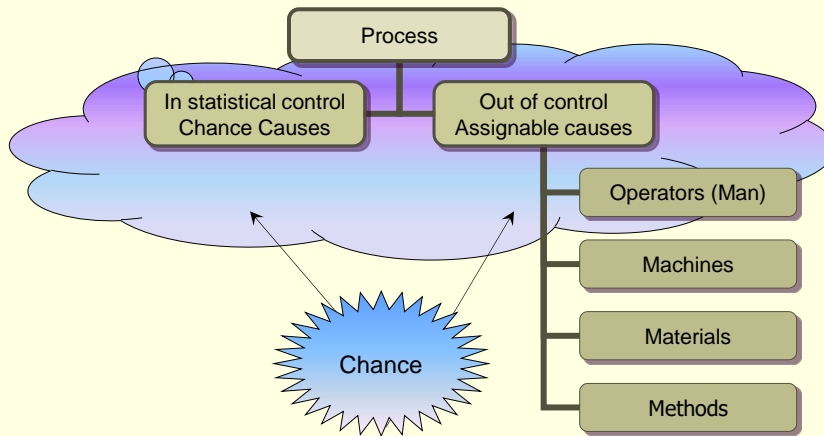 Process
In statistical control
Chance Causes
Out of control
Assignable causes
Operators (Man)
Machines
Materials
Methods
Chance